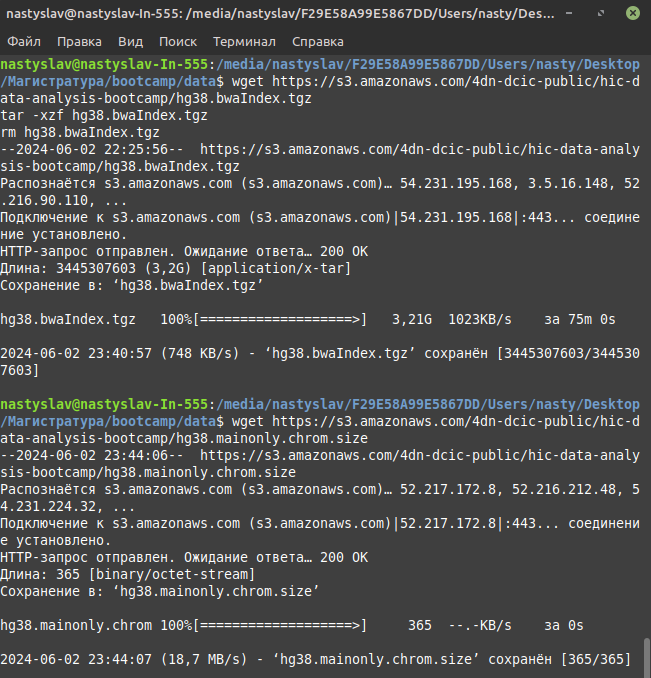 nastyslav@nastyslav-In-555: /media/nastyslav/F29E58A99E5867DD/Users/nasty/Des...
Файл Правка Вид Поиск Терминал Справка
nastyslav@nastyslav-In-555:/media/nastyslav/F29E58A99E5867DD/Users/nasty/Desktop
/Магистратура/bootcamp/data$ wget https://s3.amazonaws.com/4dn-dcic-public/hic-d
ata-analysis-bootcamp/hg38.bwaIndex.tgz
tar -xzf hg38.bwaIndex.tgz
rm hg38.bwaIndex.tgz
--2024-06-02 22:25:56--  https://s3.amazonaws.com/4dn-dcic-public/hic-data-analy
sis-bootcamp/hg38.bwaIndex.tgz
Распознаётся s3.amazonaws.com (s3.amazonaws.com)… 54.231.195.168, 3.5.16.148, 52
.216.90.110, ...
Подключение к s3.amazonaws.com (s3.amazonaws.com)|54.231.195.168|:443... соедине
ние установлено.
HTTP-запрос отправлен. Ожидание ответа… 200 OK
Длина: 3445307603 (3,2G) [application/x-tar]
Сохранение в: ‘hg38.bwaIndex.tgz’
hg38.bwaIndex.tgz   100%[===================>]   3,21G  1023KB/s    за 75m 0s
2024-06-02 23:40:57 (748 KB/s) - ‘hg38.bwaIndex.tgz’ сохранён [3445307603/344530
7603]
nastyslav@nastyslav-In-555:/media/nastyslav/F29E58A99E5867DD/Users/nasty/Desktop
/Магистратура/bootcamp/data$ wget https://s3.amazonaws.com/4dn-dcic-public/hic-d
ata-analysis-bootcamp/hg38.mainonly.chrom.size
--2024-06-02 23:44:06--  https://s3.amazonaws.com/4dn-dcic-public/hic-data-analy
sis-bootcamp/hg38.mainonly.chrom.size
Распознаётся s3.amazonaws.com (s3.amazonaws.com)… 52.217.172.8, 52.216.212.48, 5
4.231.224.32, ...
Подключение к s3.amazonaws.com (s3.amazonaws.com)|52.217.172.8|:443... соединени
е установлено.
HTTP-запрос отправлен. Ожидание ответа… 200 OK
Длина: 365 [binary/octet-stream]
Сохранение в: ‘hg38.mainonly.chrom.size’
hg38.mainonly.chrom 100%[===================>]     365  --.-KB/s    за 0s
2024-06-02 23:44:07 (18,7 MB/s) - ‘hg38.mainonly.chrom.size’ сохранён [365/365]